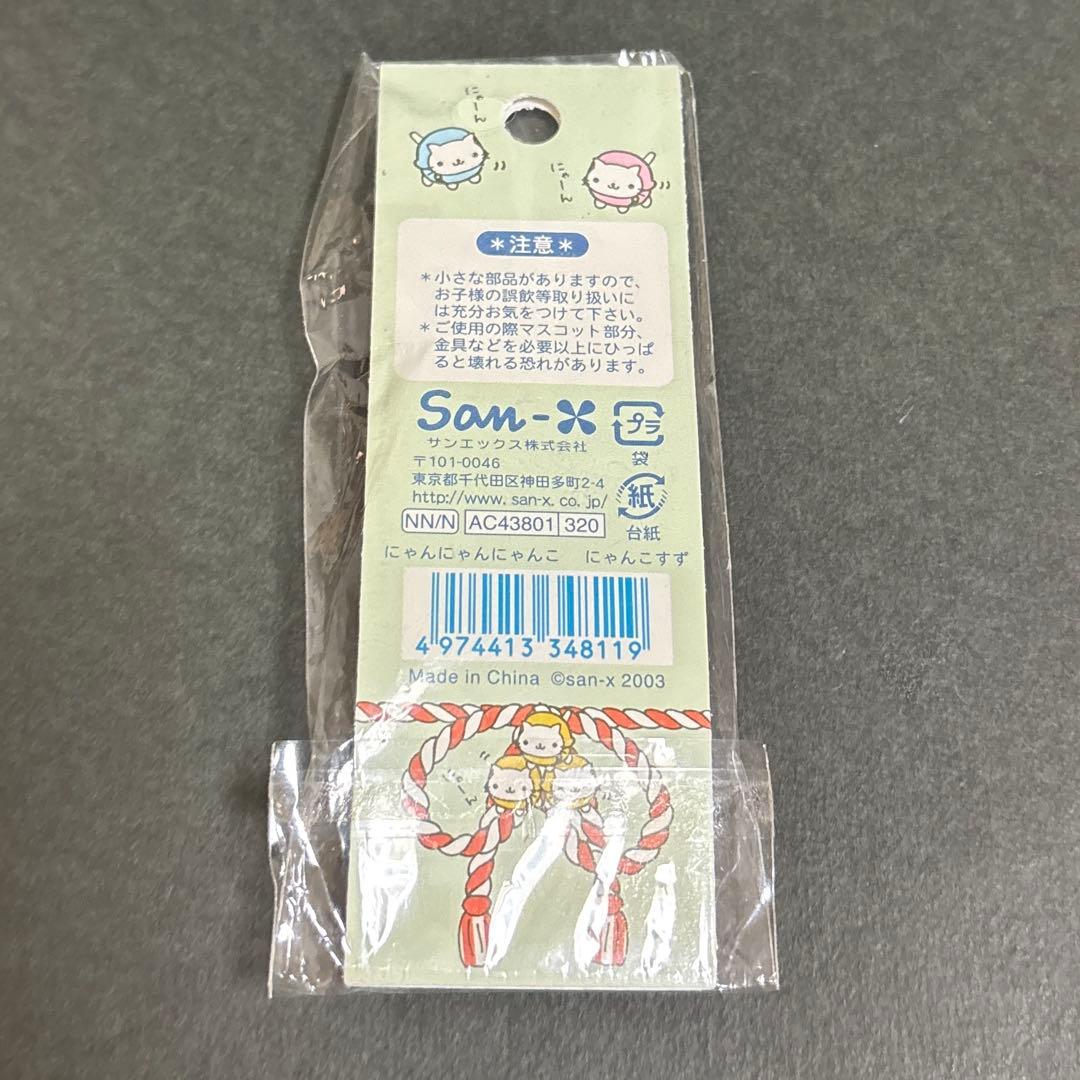 にゃーん
にゃーん
＊注意＊
＊小さな部品がありますので、
お子様の誤飲等取り扱いに
は充分お気をつけて下さい。
＊ご使用の際マスコット部分、
金具などを必要以上にひっぱ
ると壊れる恐れがあります。
San-X
サンエックス株式会社
〒101-0046
東京都千代田区神田多町2-4
http://www.san-x.co.jp/
プラ
袋
紙
台紙
NN/N AC43801 320
にゃんにゃんにゃんこ にゃんこすず
4 974413 348119
Made in China ©san-x 2003
にゃーん